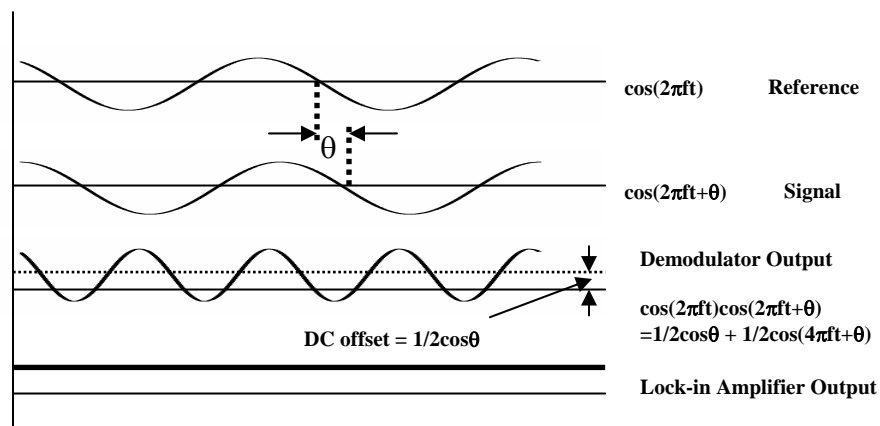 cos(2πft) Reference
θ
cos(2πft+θ) Signal
Demodulator Output
cos(2πft)cos(2πft+θ)
=1/2cosθ + 1/2cos(4πft+θ)
DC offset = 1/2cosθ
Lock-in Amplifier Output